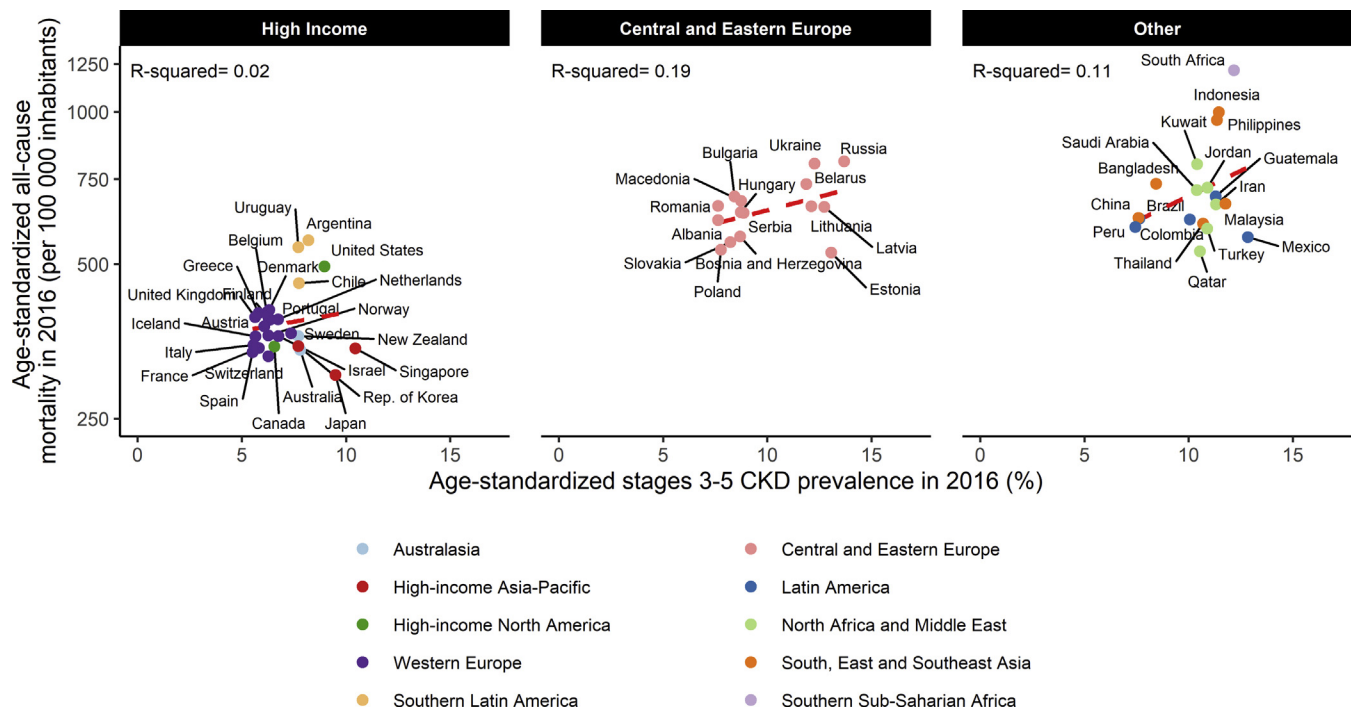 High Income
Central and Eastern Europe
Other
Age-standardized all-cause
mortality in 2016 (per 100 000 inhabitants)
1250
1000
750
500
250
R-squared= 0.02
Uruguay
Argentina
Belgium
United States
Greece
Denmark
Chile
Netherlands
United Kingdom
Finland
Portugal
Norway
Iceland
Austria
Sweden
New Zealand
Italy
France
Switzerland
Israel
Singapore
Spain
Australia
Rep. of Korea
Canada
Japan
R-squared= 0.19
Ukraine
Russia
Bulgaria
Macedonia
Hungary
Belarus
Romania
Albania
Serbia
Lithuania
Latvia
Slovakia
Bosnia and Herzegovina
Poland
Estonia
R-squared= 0.11
South Africa
Indonesia
Kuwait
Philippines
Saudi Arabia
Jordan
Guatemala
Bangladesh
Iran
China
Brazil
Malaysia
Peru
Colombia
Mexico
Thailand
Turkey
Qatar
0 5 10 15
0 5 10 15
0 5 10 15
Age-standardized stages 3-5 CKD prevalence in 2016 (%)
Australasia
High-income Asia-Pacific
High-income North America
Western Europe
Southern Latin America
Central and Eastern Europe
Latin America
North Africa and Middle East
South, East and Southeast Asia
Southern Sub-Saharian Africa